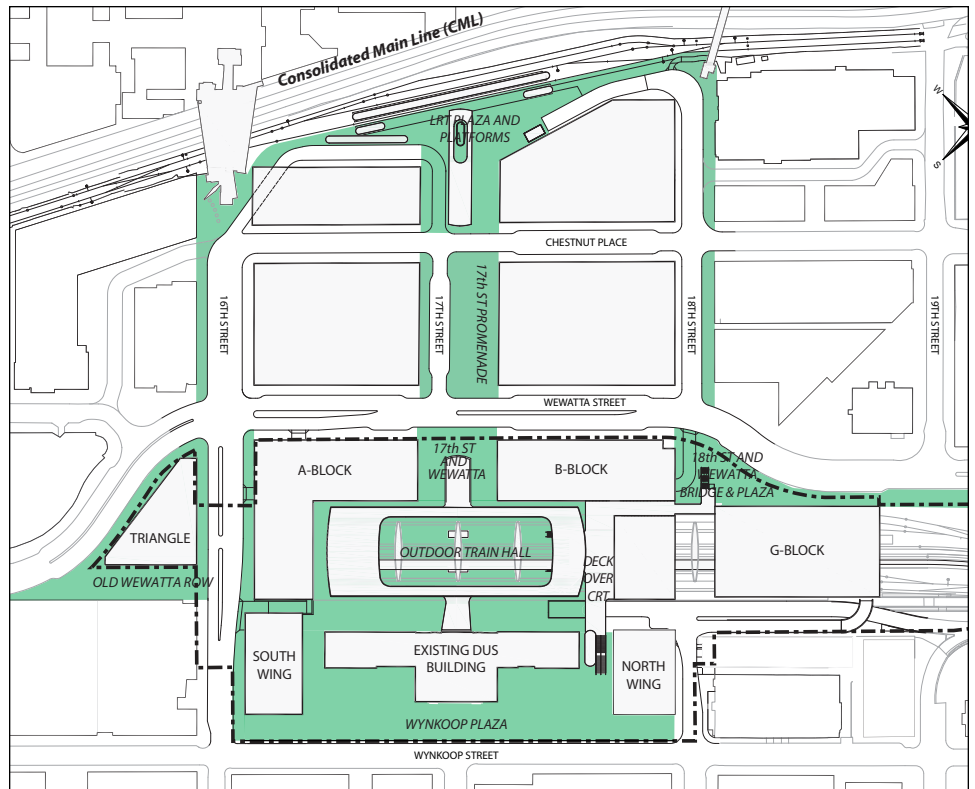 Consolidated Main Line (CML)
W
S
LRT PLAZA AND
PLATFORMS
CHESTNUT PLACE
16TH STREET
17TH STREET
17th ST PROMENADE
18TH STREET
19TH STREET
WEWATTA STREET
A-BLOCK
17th ST
AND
WEWATTA
B-BLOCK
18th ST AND
WEWATTA
BRIDGE & PLAZA
TRIANGLE
OUTDOOR TRAIN HALL
G-BLOCK
DECK
OVER
CRT
OLD WEWATTA ROW
SOUTH
WING
EXISTING DUS
BUILDING
NORTH
WING
WYNKOOP PLAZA
WYNKOOP STREET